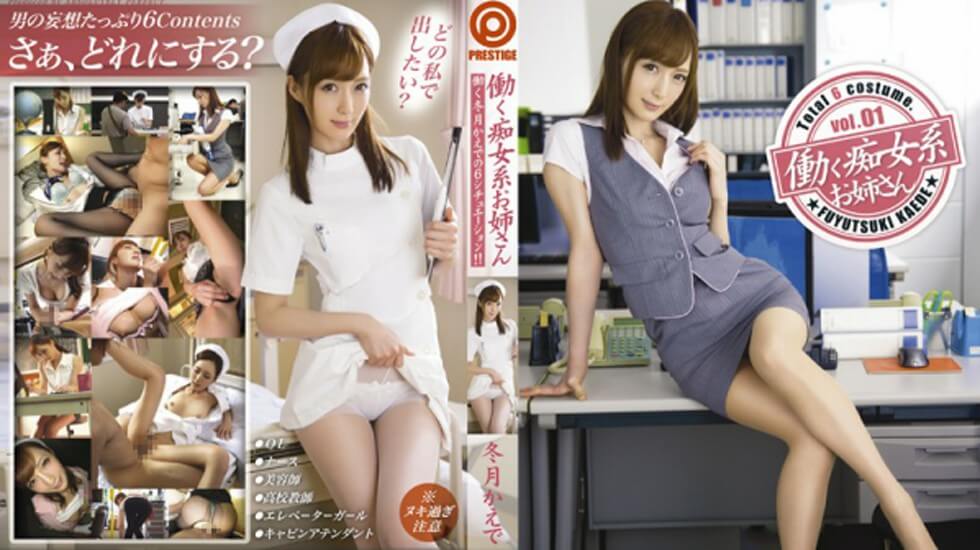 男の妄想たっぷり6Contents
さぁ、どれにする?
どの私で
出したい?
●OL
●ナース
●美容師
●高校教師
●エレベーターガール
●キャビンアテンダント
※
ヌキ過ぎ
注意
PRESTIGE
働く痴女系お姉さん
働く冬月かえでの6シチュエーション!!
冬月かえで
Total 6 costume.
vol.01
働く痴女系
お姉さん
★FUYUTSUKI KAEDE★